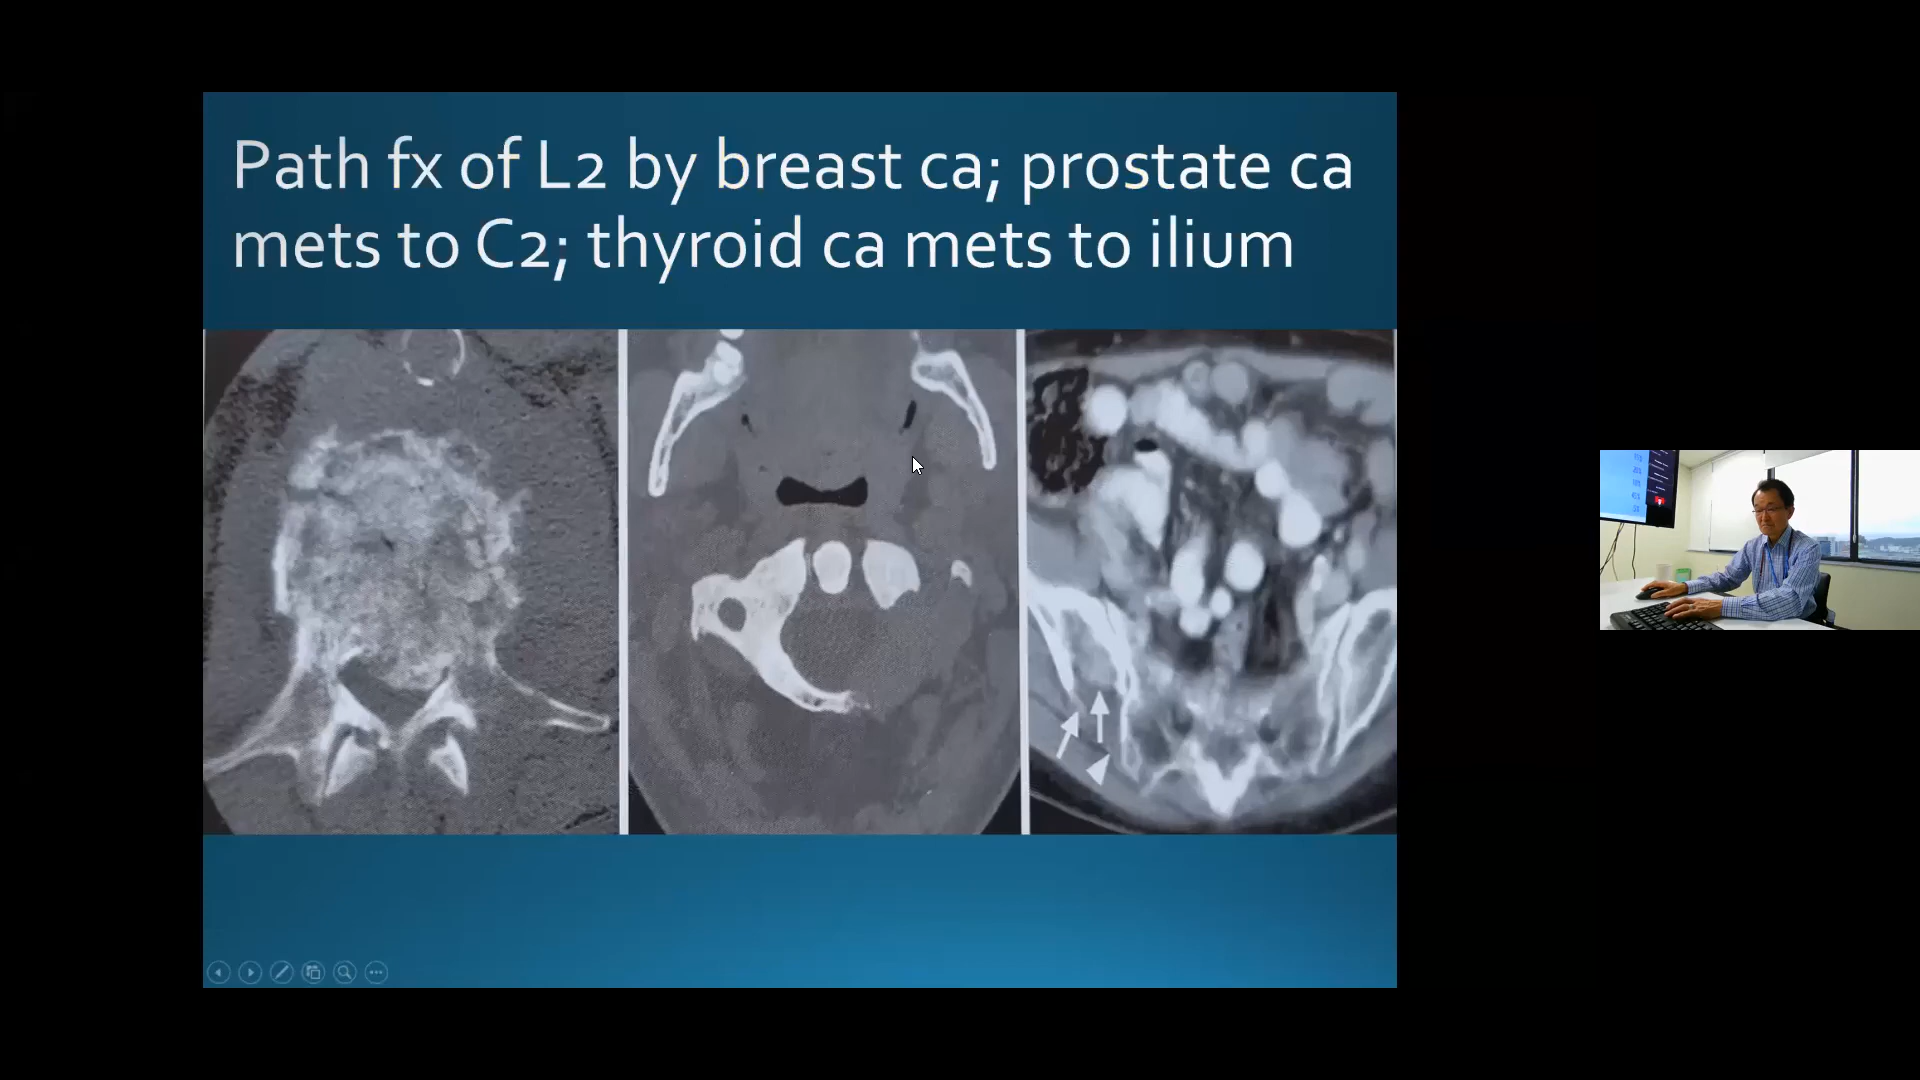 Path fx of L2 by breast ca; prostate ca
mets to C2; thyroid ca mets to ilium